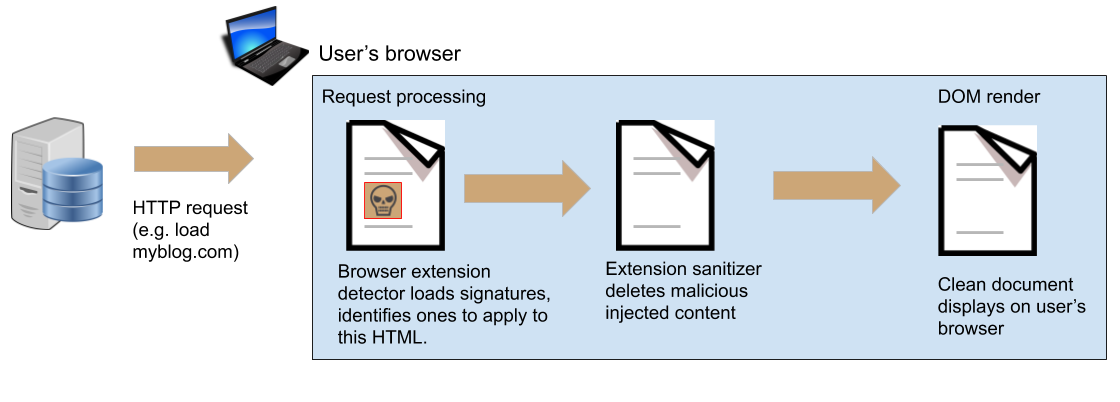 User’s browser
Request processing
DOM render
HTTP request
(e.g. load
myblog.com)
Browser extension
detector loads signatures,
identifies ones to apply to
this HTML.
Extension sanitizer
deletes malicious
injected content
Clean document
displays on user’s
browser